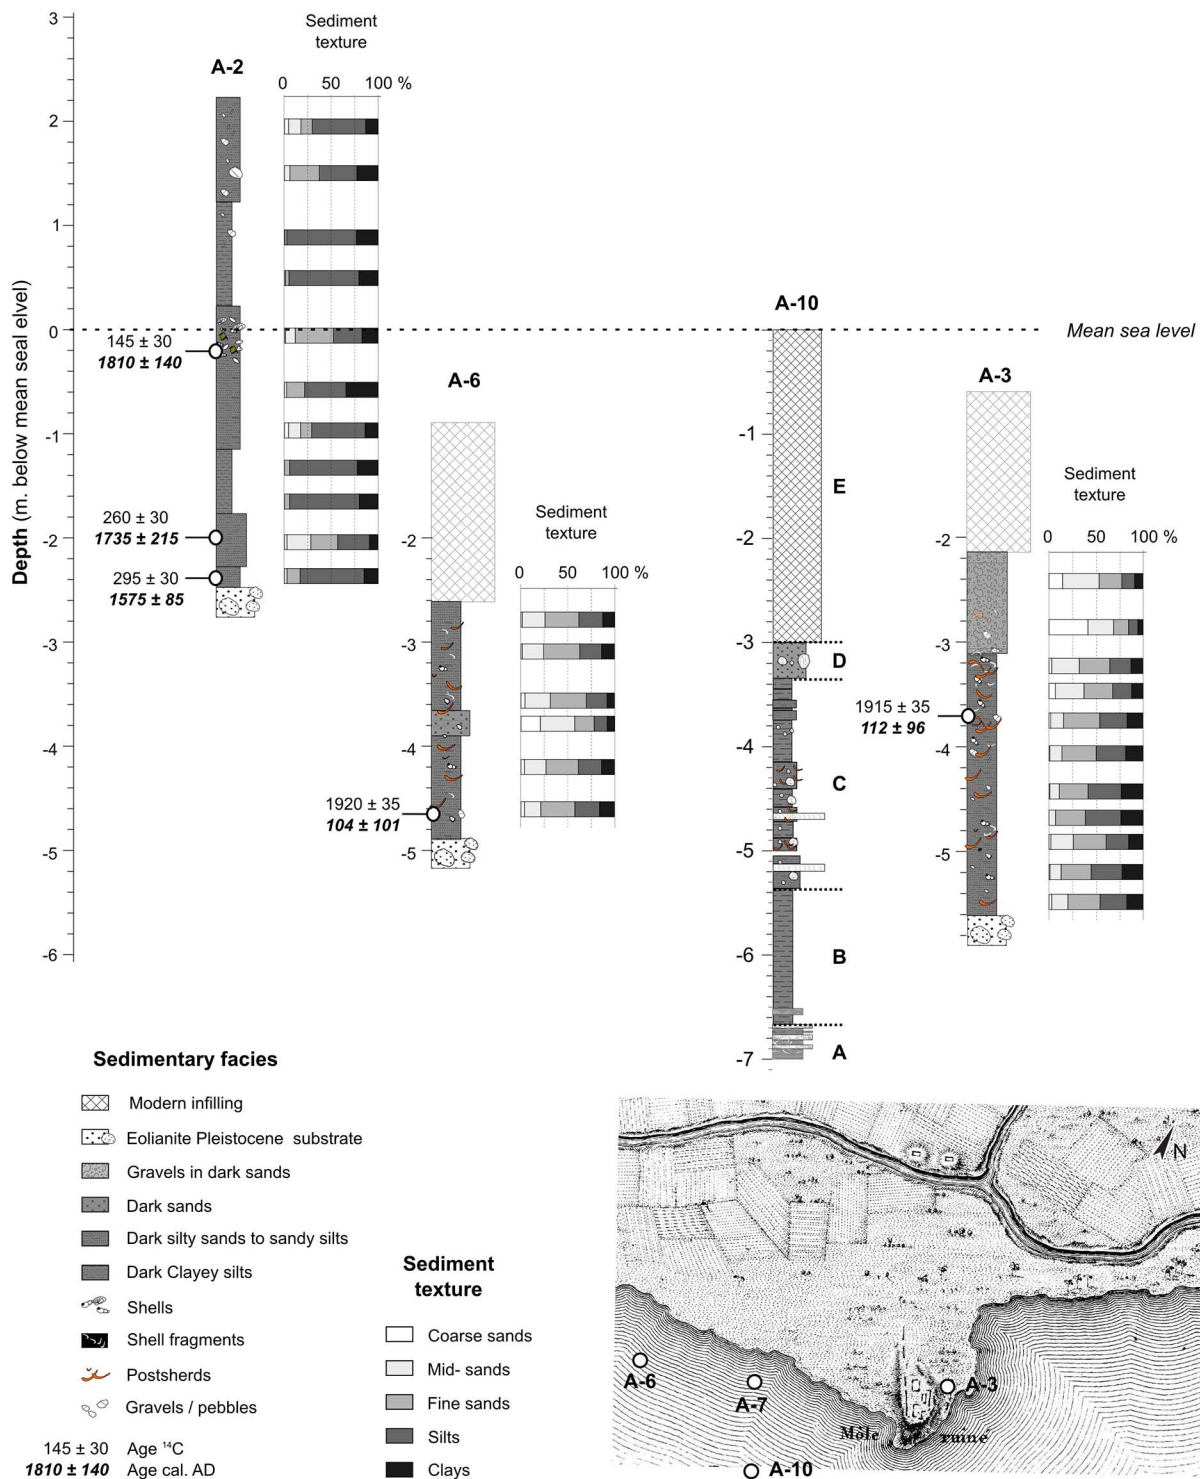 Depth (m. below mean seal elvel)
3
2
1
0
-1
-2
-3
-4
-5
-6
A-2
Sediment
texture
0 50 100 %
145 ± 30
1810 ± 140
260 ± 30
1735 ± 215
295 ± 30
1575 ± 85
A-6
-2
-3
-4
-5
Sediment
texture
0 50 100 %
1920 ± 35
104 ± 101
A-10
Mean sea level
-1
-2
-3
-4
-5
-6
-7
E
D
C
B
A
A-3
-2
-3
-4
-5
Sediment
texture
0 50 100 %
1915 ± 35
112 ± 96
Sedimentary facies
Modern infilling
Eolianite Pleistocene substrate
Gravels in dark sands
Dark sands
Dark silty sands to sandy silts
Dark Clayey silts
Shells
Shell fragments
Postsherds
Gravels / pebbles
145 ± 30 Age ¹⁴C
1810 ± 140 Age cal. AD
Sediment
texture
Coarse sands
Mid- sands
Fine sands
Silts
Clays
N
A-6
A-7
A-3
Môle ruiné
A-10